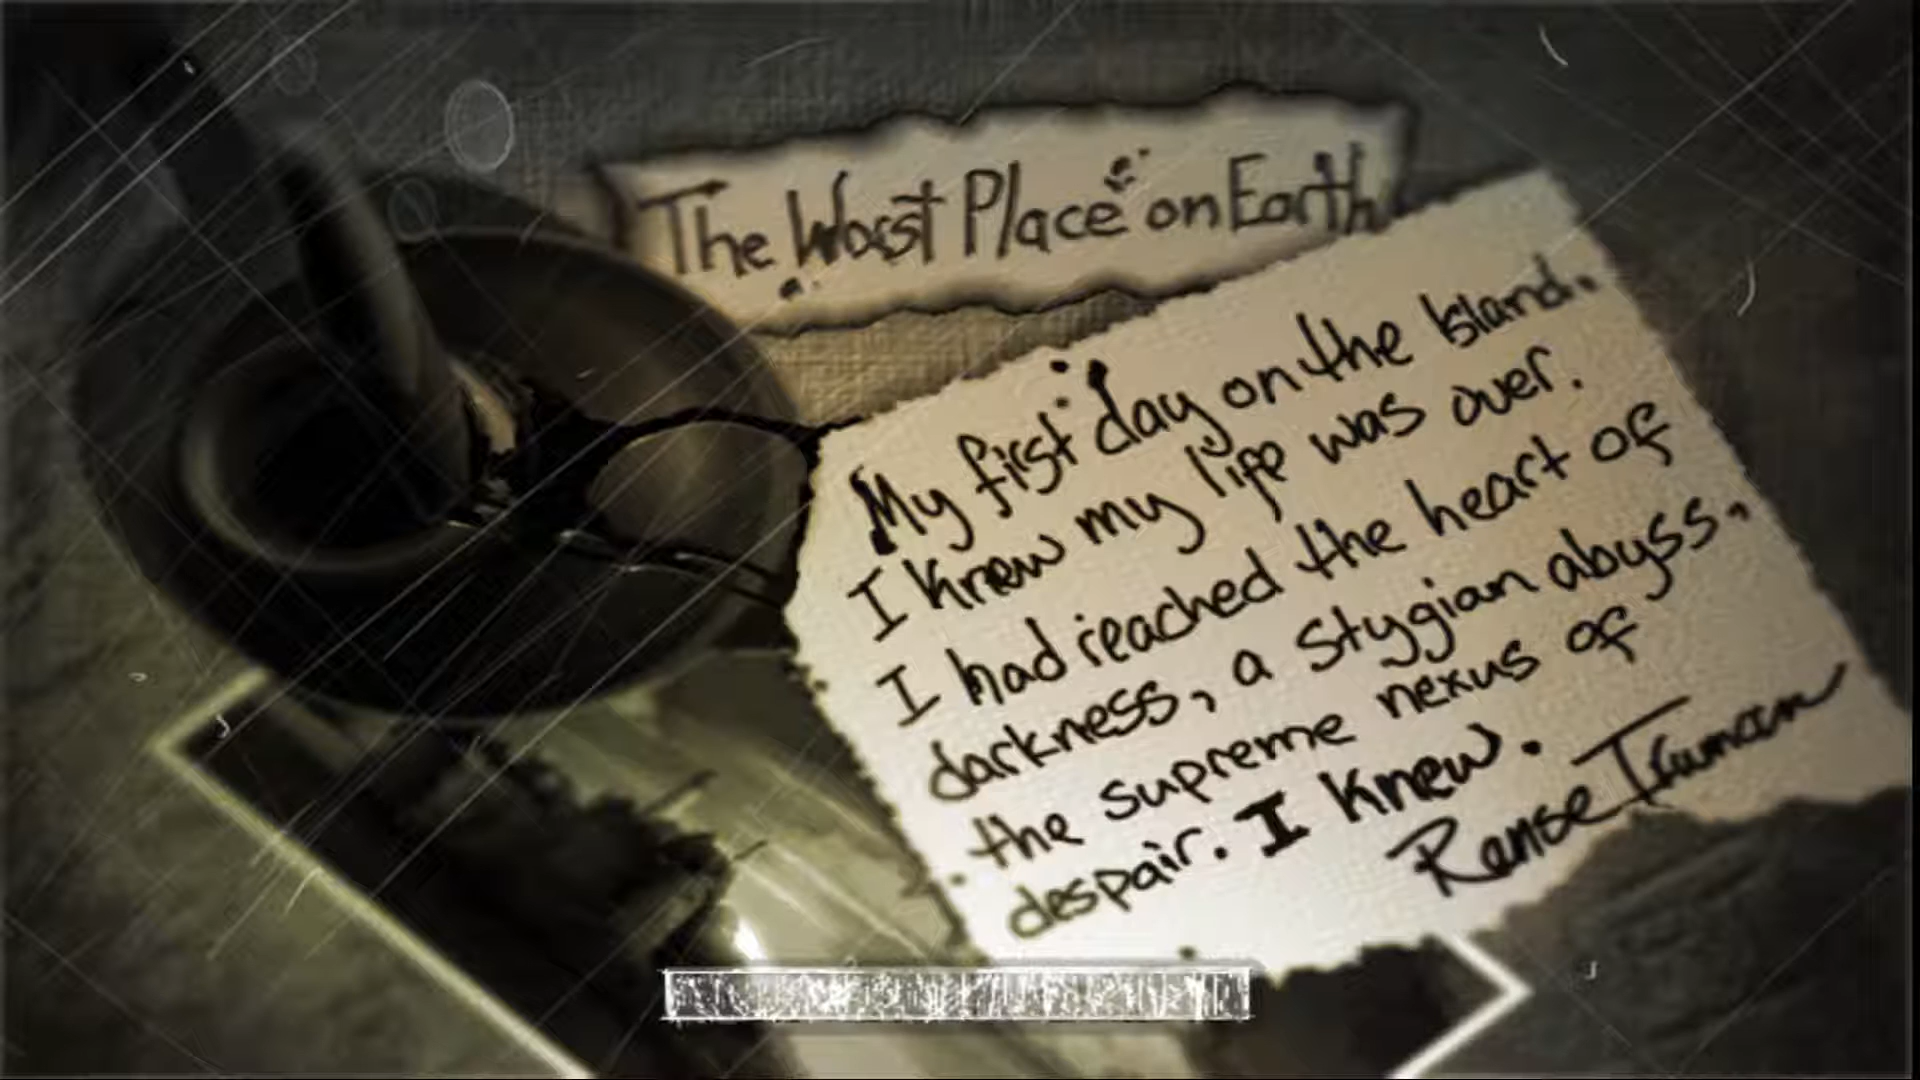 The Worst Place on Earth
My first day on the Island.
I knew my life was over.
I had reached the heart of
darkness, a stygian abyss,
the supreme nexus of
despair. I knew.
Ranse Truman